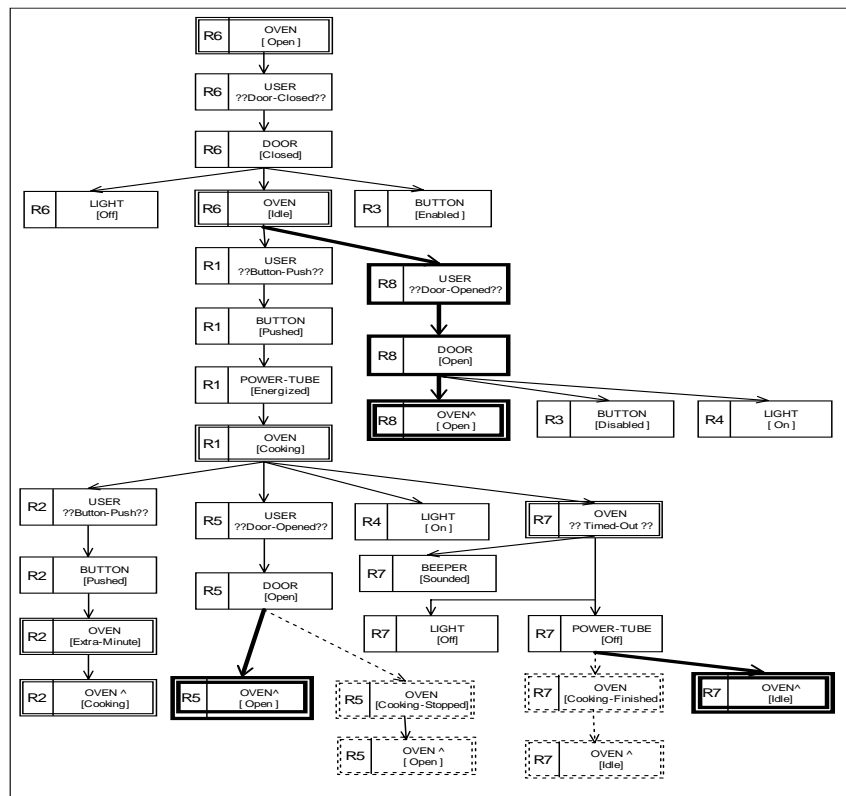 R6 OVEN
[ Open ]
R6 USER
??Door-Closed??
R6 DOOR
[Closed]
R6 LIGHT
[Off]
R6 OVEN
[Idle]
R3 BUTTON
[Enabled ]
R1 USER
??Button-Push??
R8 USER
??Door-Opened??
R1 BUTTON
[Pushed]
R8 DOOR
[Open]
R1 POWER-TUBE
[Energized]
R8 OVEN^
[ Open ]
R3 BUTTON
[Disabled ]
R4 LIGHT
[ On ]
R1 OVEN
[Cooking]
R2 USER
??Button-Push??
R5 USER
??Door-Opened??
R4 LIGHT
[ On ]
R7 OVEN
?? Timed-Out ??
R2 BUTTON
[Pushed]
R5 DOOR
[Open]
R7 BEEPER
[Sounded]
R2 OVEN
[Extra-Minute]
R7 LIGHT
[Off]
R7 POWER-TUBE
[Off]
R2 OVEN ^
[Cooking]
R5 OVEN^
[ Open ]
R5 OVEN
[Cooking-Stopped]
R7 OVEN
[Cooking-Finished]
R7 OVEN^
[Idle]
R5 OVEN ^
[ Open ]
R7 OVEN ^
[Idle]